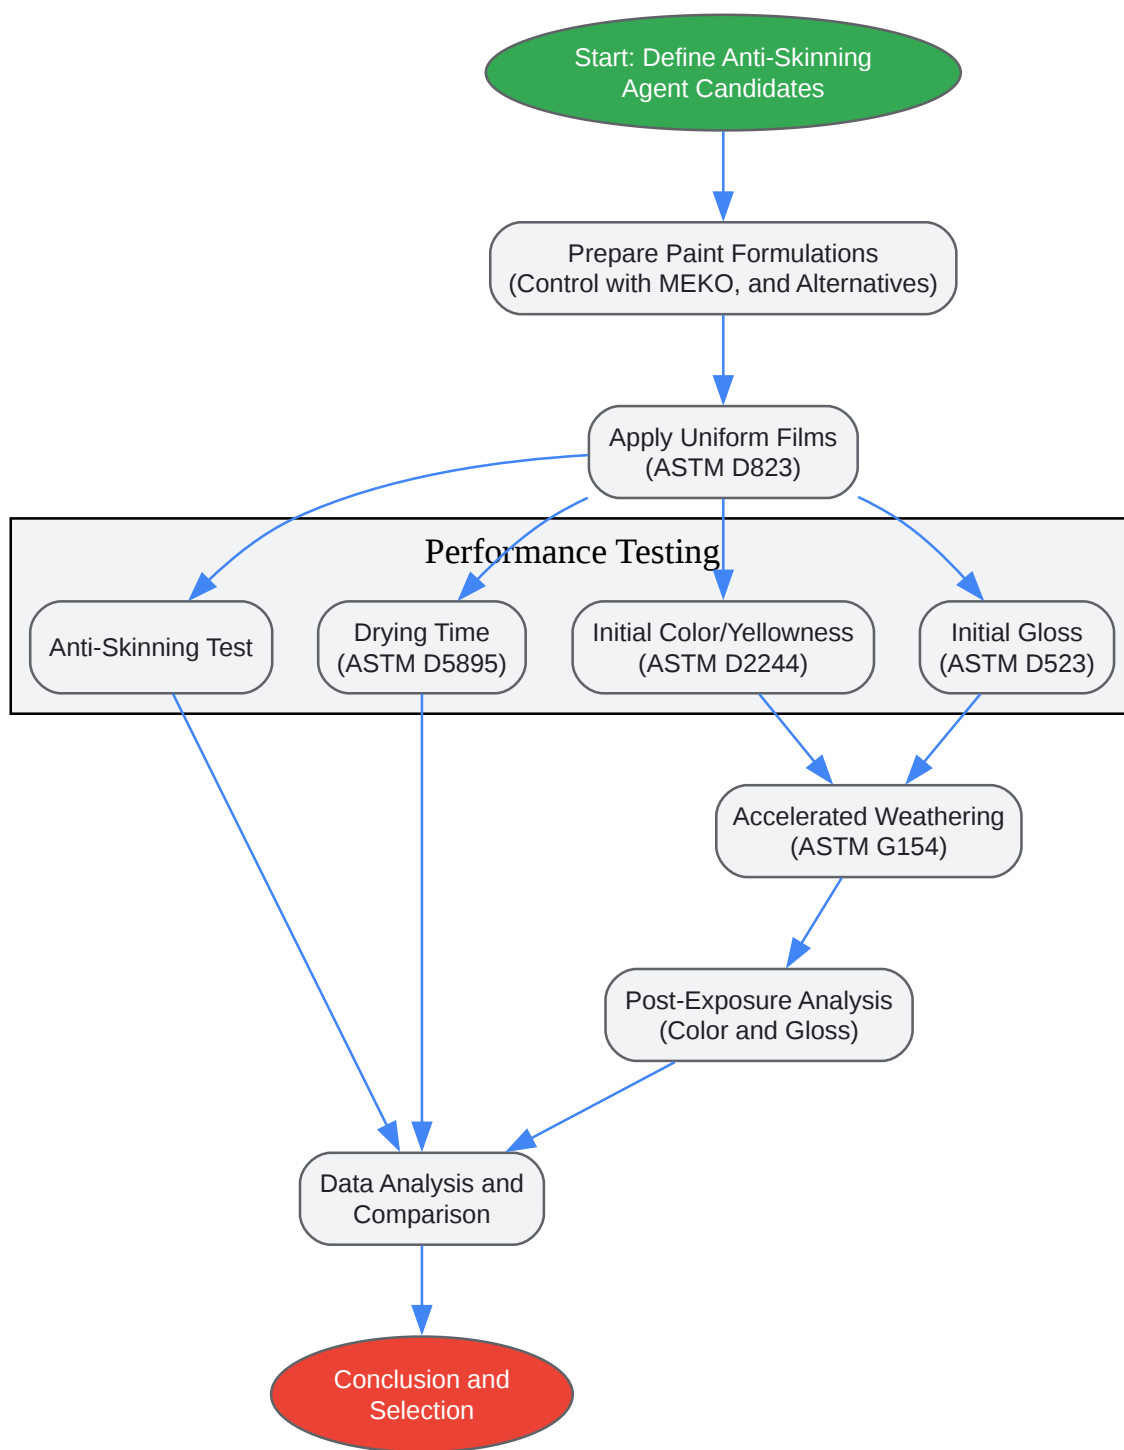 Start: Define Anti-Skinning
Agent Candidates
Prepare Paint Formulations
(Control with MEKO, and Alternatives)
Apply Uniform Films
(ASTM D823)
Performance Testing
Anti-Skinning Test
Drying Time
(ASTM D5895)
Initial Color/Yellowness
(ASTM D2244)
Initial Gloss
(ASTM D523)
Accelerated Weathering
(ASTM G154)
Post-Exposure Analysis
(Color and Gloss)
Data Analysis and
Comparison
Conclusion and
Selection